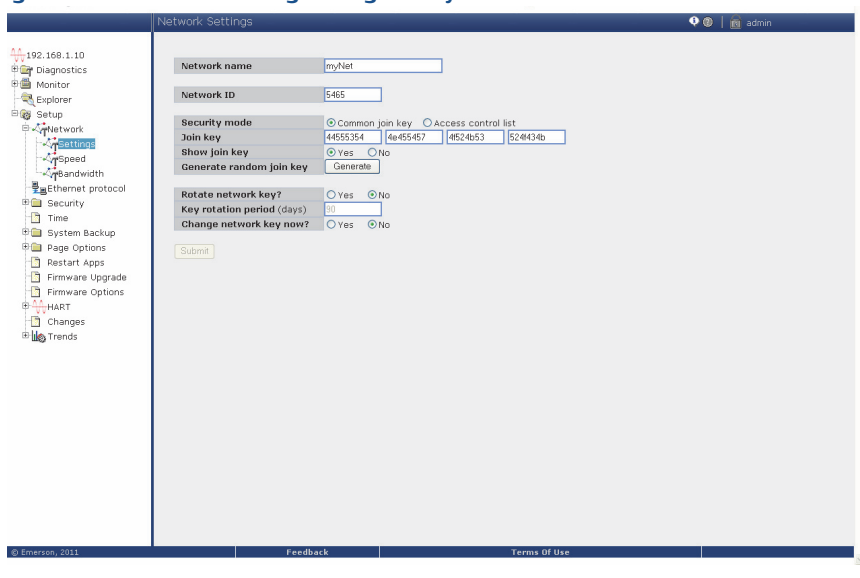 Network Settings
admin
192.168.1.10
Diagnostics
Monitor
Explorer
Setup
Network
Settings
Speed
Bandwidth
Ethernet protocol
Security
Time
System Backup
Page Options
Restart Apps
Firmware Upgrade
Firmware Options
HART
Changes
Trends
Network name myNet
Network ID 5465
Security mode Common join key Access control list
Join key 44555354 4e455457 4f524b53 524f434b
Show join key Yes No
Generate random join key Generate
Rotate network key? Yes No
Key rotation period (days) 90
Change network key now? Yes No
Submit
© Emerson, 2011 Feedback Terms Of Use